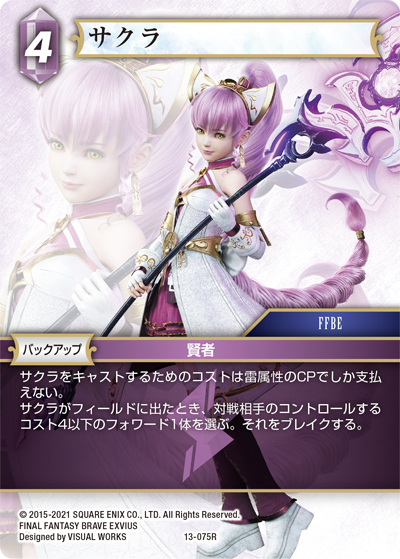 4
サクラ
FFBE
バックアップ
賢者
サクラをキャストするためのコストは雷属性のCPでしか支払
えない。
サクラがフィールドに出たとき、対戦相手のコントロールする
コスト4以下のフォワード1体を選ぶ。それをブレイクする。
© 2015-2021 SQUARE ENIX CO., LTD. All Rights Reserved.
FINAL FANTASY BRAVE EXVIUS
Designed by VISUAL WORKS
13-075R